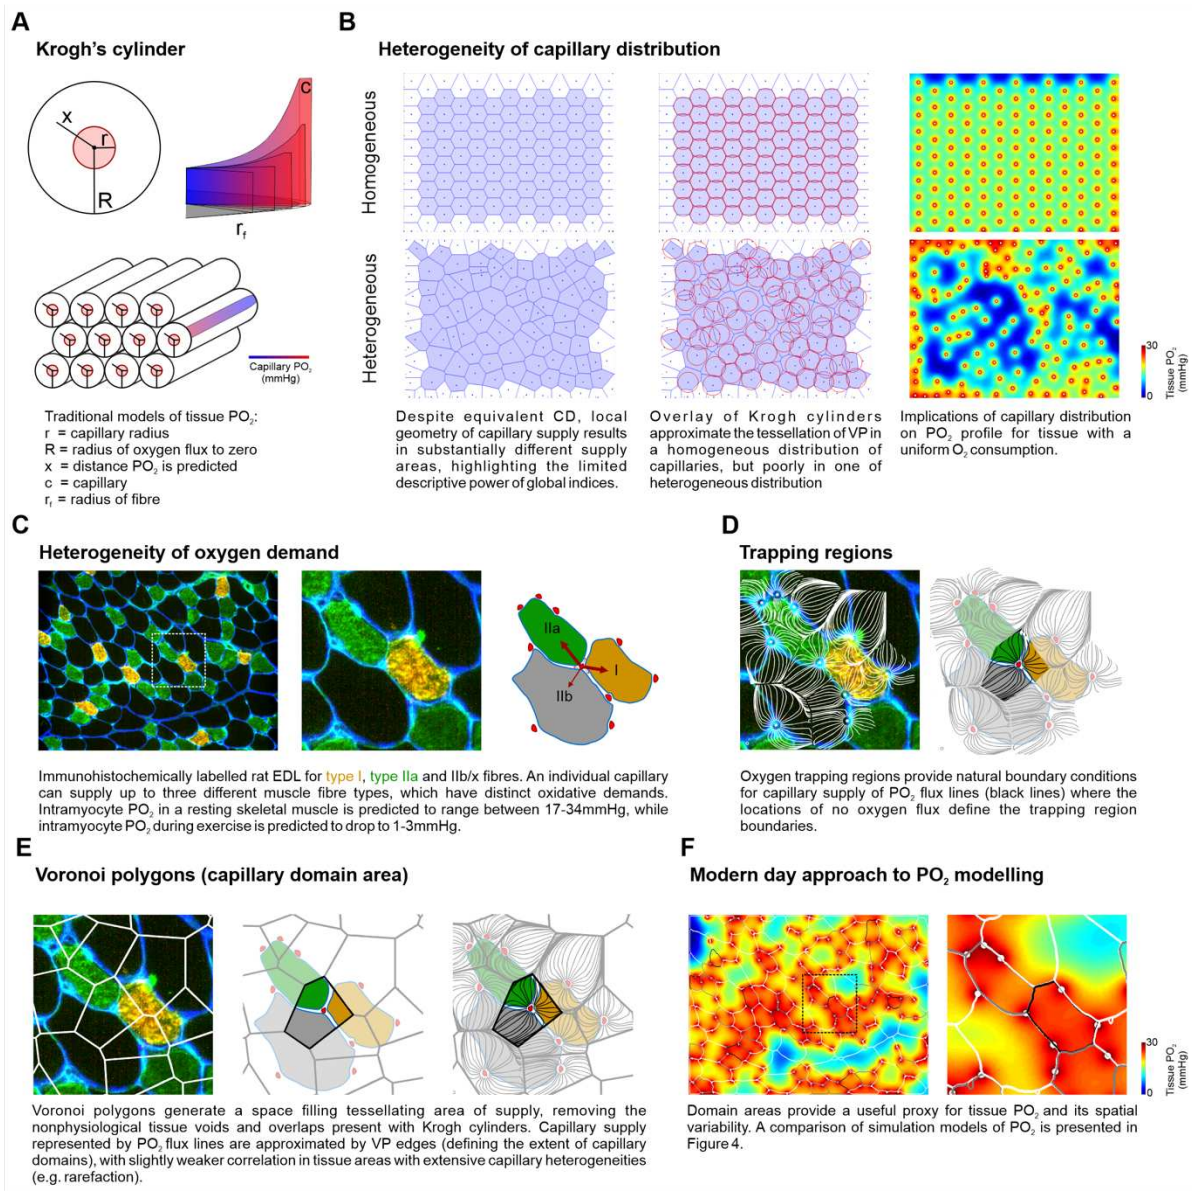 A
Krogh's cylinder
x
r
R
c
r_f
Capillary PO₂
(mmHg)
Traditional models of tissue PO₂:
r = capillary radius
R = radius of oxygen flux to zero
x = distance PO₂ is predicted
c = capillary
r_f = radius of fibre
B
Heterogeneity of capillary distribution
Homogeneous
Heterogeneous
30
Tissue PO₂
(mmHg)
0
Despite equivalent CD, local
geometry of capillary supply results
in substantially different supply
areas, highlighting the limited
descriptive power of global indices.
Overlay of Krogh cylinders
approximate the tessellation of VP in
a homogeneous distribution of
capillaries, but poorly in one of
heterogeneous distribution
Implications of capillary distribution
on PO₂ profile for tissue with a
uniform O₂ consumption.
C
Heterogeneity of oxygen demand
IIa
I
IIb
Immunohistochemically labelled rat EDL for type I, type IIa and IIb/x fibres. An individual capillary
can supply up to three different muscle fibre types, which have distinct oxidative demands.
Intramyocyte PO₂ in a resting skeletal muscle is predicted to range between 17-34mmHg, while
intramyocyte PO₂ during exercise is predicted to drop to 1-3mmHg.
D
Trapping regions
Oxygen trapping regions provide natural boundary conditions
for capillary supply of PO₂ flux lines (black lines) where the
locations of no oxygen flux define the trapping region
boundaries.
E
Voronoi polygons (capillary domain area)
Voronoi polygons generate a space filling tessellating area of supply, removing the
nonphysiological tissue voids and overlaps present with Krogh cylinders. Capillary supply
represented by PO₂ flux lines are approximated by VP edges (defining the extent of capillary
domains), with slightly weaker correlation in tissue areas with extensive capillary heterogeneities
(e.g. rarefaction).
F
Modern day approach to PO₂ modelling
30
Tissue PO₂
(mmHg)
0
Domain areas provide a useful proxy for tissue PO₂ and its spatial
variability. A comparison of simulation models of PO₂ is presented in
Figure 4.